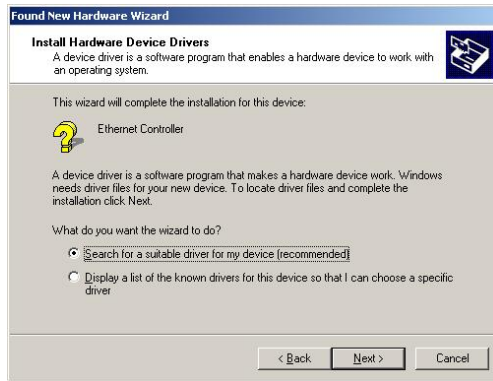 Found New Hardware Wizard
Install Hardware Device Drivers
A device driver is a software program that enables a hardware device to work with
an operating system.
This wizard will complete the installation for this device:
Ethernet Controller
A device driver is a software program that makes a hardware device work. Windows
needs driver files for your new device. To locate driver files and complete the
installation click Next.
What do you want the wizard to do?
Search for a suitable driver for my device (recommended)
Display a list of the known drivers for this device so that I can choose a specific
driver
< Back Next > Cancel